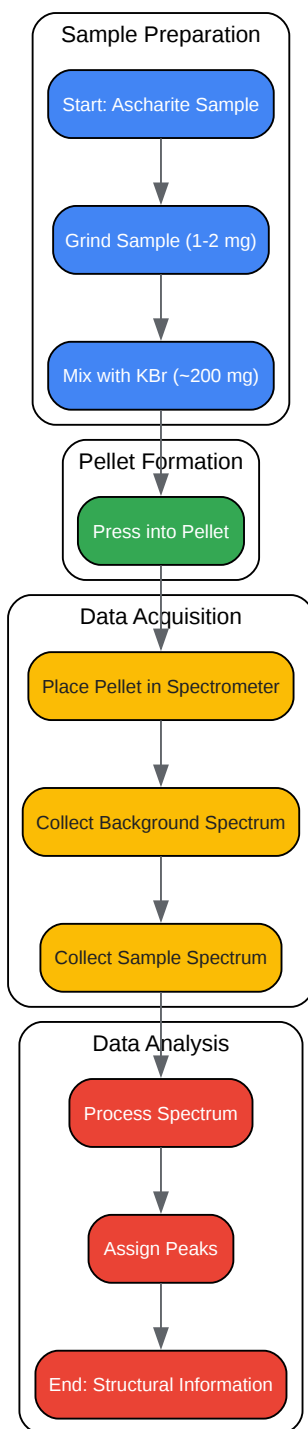 Sample Preparation
Start: Ascharite Sample
Grind Sample (1-2 mg)
Mix with KBr (~200 mg)
Pellet Formation
Press into Pellet
Data Acquisition
Place Pellet in Spectrometer
Collect Background Spectrum
Collect Sample Spectrum
Data Analysis
Process Spectrum
Assign Peaks
End: Structural Information